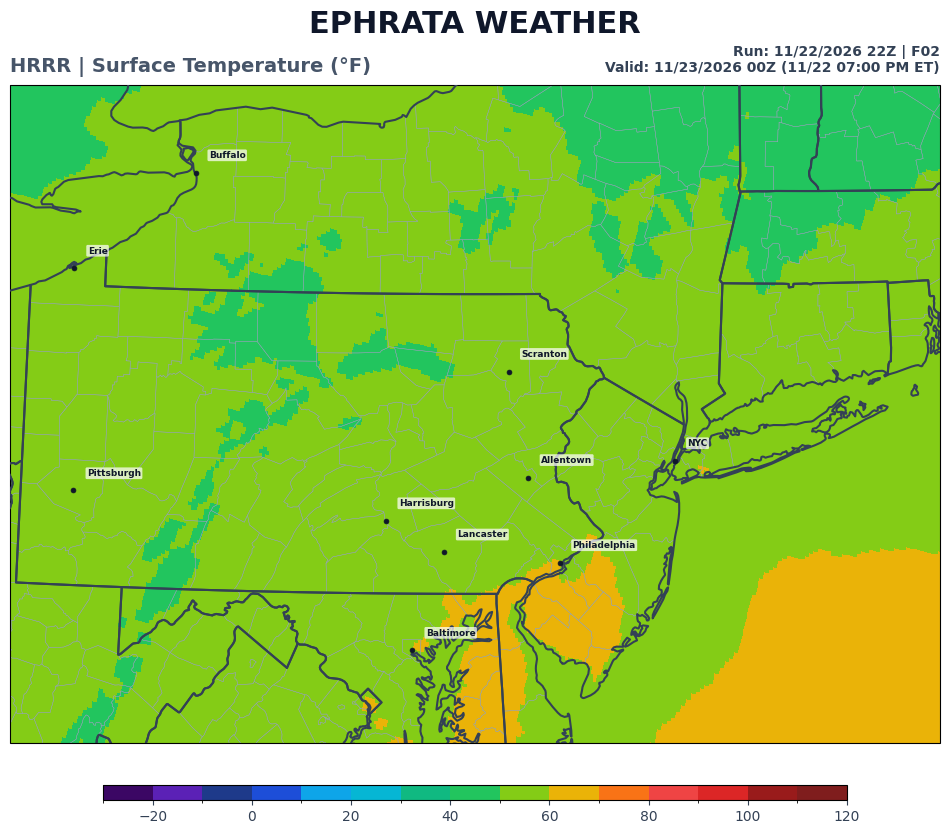 EPHRATA WEATHER
HRRR | Surface Temperature (°F)
Run: 11/22/2026 22Z | F02
Valid: 11/23/2026 00Z (11/22 07:00 PM ET)
Buffalo
Erie
Scranton
NYC
Allentown
Pittsburgh
Harrisburg
Lancaster
Philadelphia
Baltimore
−20 0 20 40 60 80 100 120